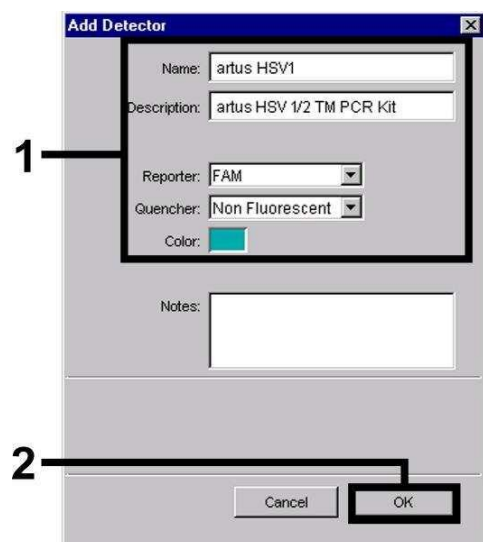 Add Detector
Name: artus HSV1
Description: artus HSV 1/2 TM PCR Kit
1
Reporter: FAM
Quencher: Non Fluorescent
Color:
Notes:
2
Cancel OK